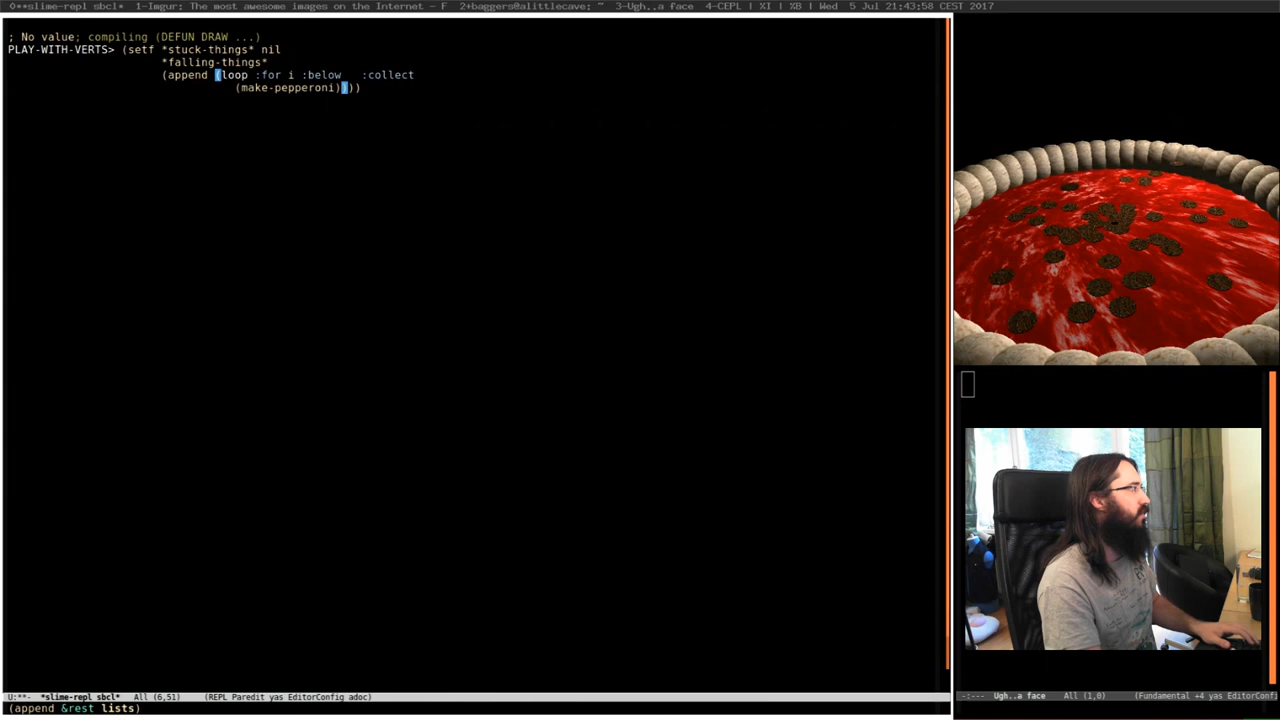 0**slime-repl sbcl* 1-Imgur: The most awesome images on the Internet - F 2+baggers@alittlecave: ~ 3-Ugh..a face 4-CEPL | %I | %B | Wed 5 Jul 21:43:58 CEST 2017
; No value; compiling (DEFUN DRAW ...)
PLAY-WITH-VERTS> (setf *stuck-things* nil
*falling-things*
(append (loop :for i :below :collect
(make-pepperoni))))
U:**- *slime-repl sbcl* All (6,51) (REPL Paredit yas EditorConfig adoc)
(append &rest lists)
-:--- Ugh..a face All (1,0) (Fundamental +4 yas EditorConfi